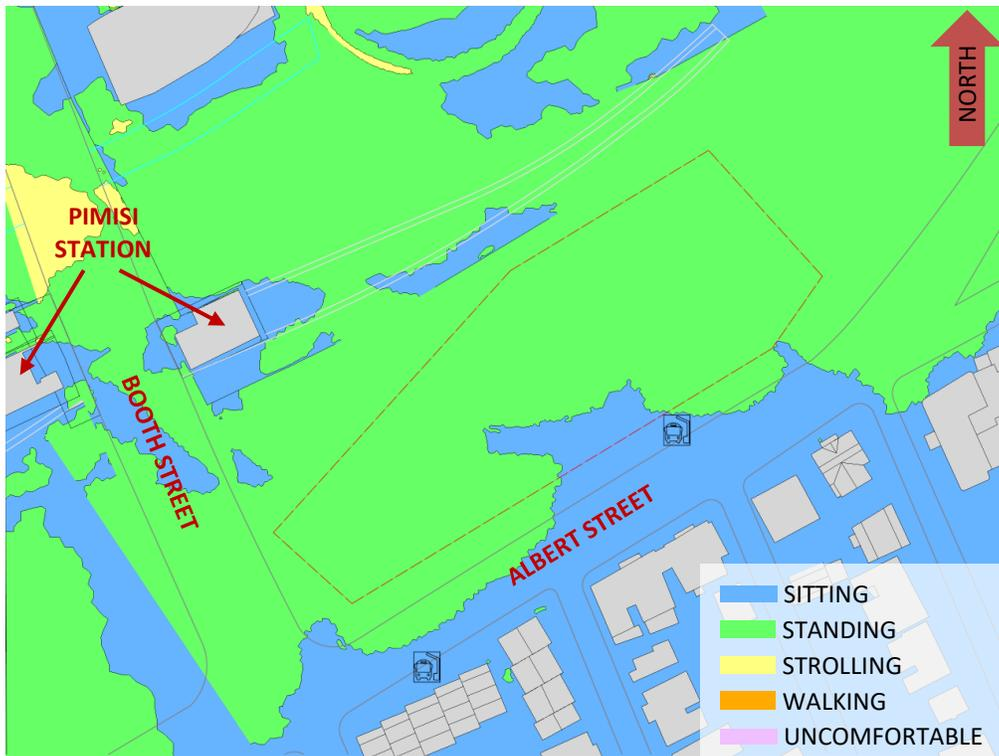 NORTH
PIMISI
STATION
BOOTH STREET
ALBERT STREET
SITTING
STANDING
STROLLING
WALKING
UNCOMFORTABLE